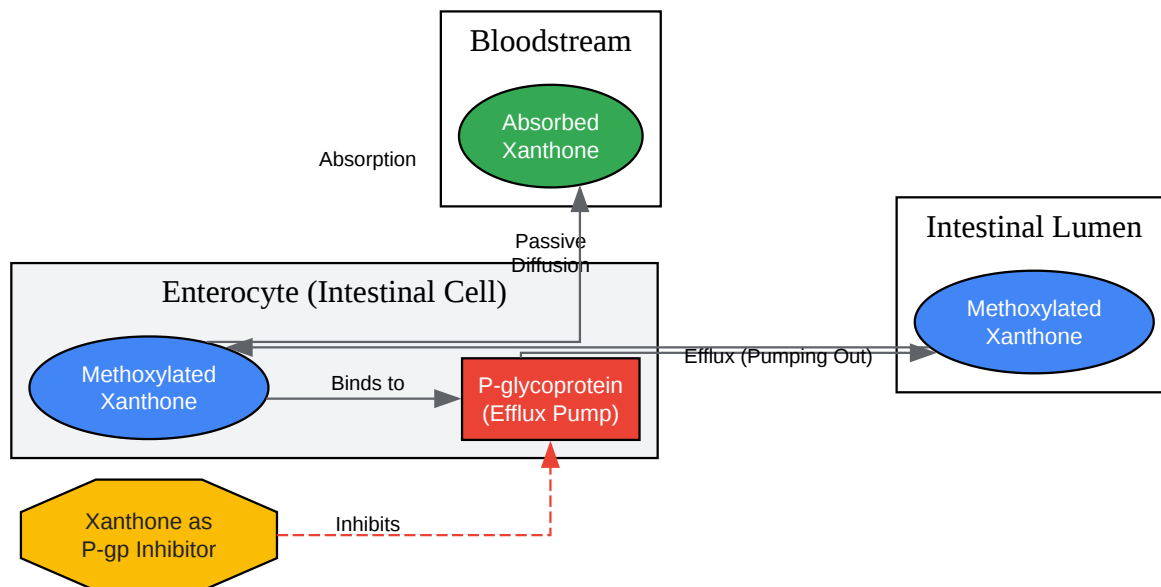 Bloodstream
Absorbed
Xanthone
Absorption
Passive
Diffusion
Intestinal Lumen
Methoxylated
Xanthone
Enterocyte (Intestinal Cell)
Methoxylated
Xanthone
Binds to
P-glycoprotein
(Efflux Pump)
Efflux (Pumping Out)
Xanthone as
P-gp Inhibitor
Inhibits